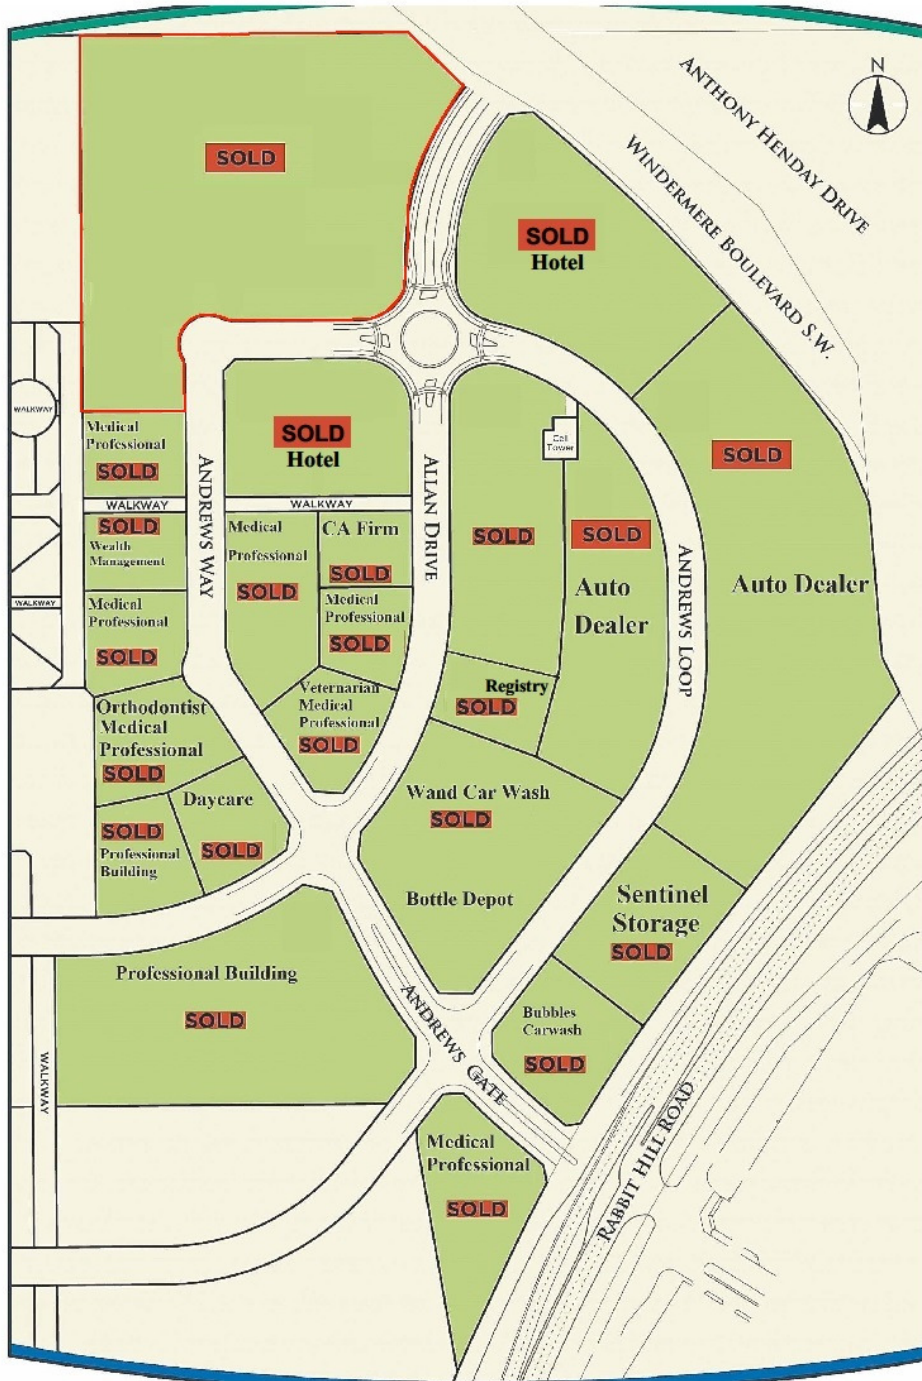 N
ANTHONY HENDAY DRIVE
WINDERMERE BOULEVARD S.W.
SOLD
SOLD
Hotel
WALKWAY
Medical
Professional
SOLD
SOLD
Hotel
Cell
Tower
SOLD
Auto Dealer
WALKWAY
WALKWAY
ANDREWS WAY
ALLAN DRIVE
ANDREWS LOOP
SOLD
Wealth
Management
Medical
Professional
SOLD
CA Firm
SOLD
SOLD
SOLD
Auto
Dealer
WALKWAY
Medical
Professional
SOLD
Medical
Professional
SOLD
Registry
SOLD
Veternarian
Medical
Professional
SOLD
Orthodontist
Medical
Professional
SOLD
Daycare
SOLD
SOLD
Professional
Building
Wand Car Wash
SOLD
Bottle Depot
Sentinel
Storage
SOLD
Professional Building
SOLD
ANDREWS GATE
Bubbles
Carwash
SOLD
WALKWAY
Medical
Professional
SOLD
RABBIT HILL ROAD